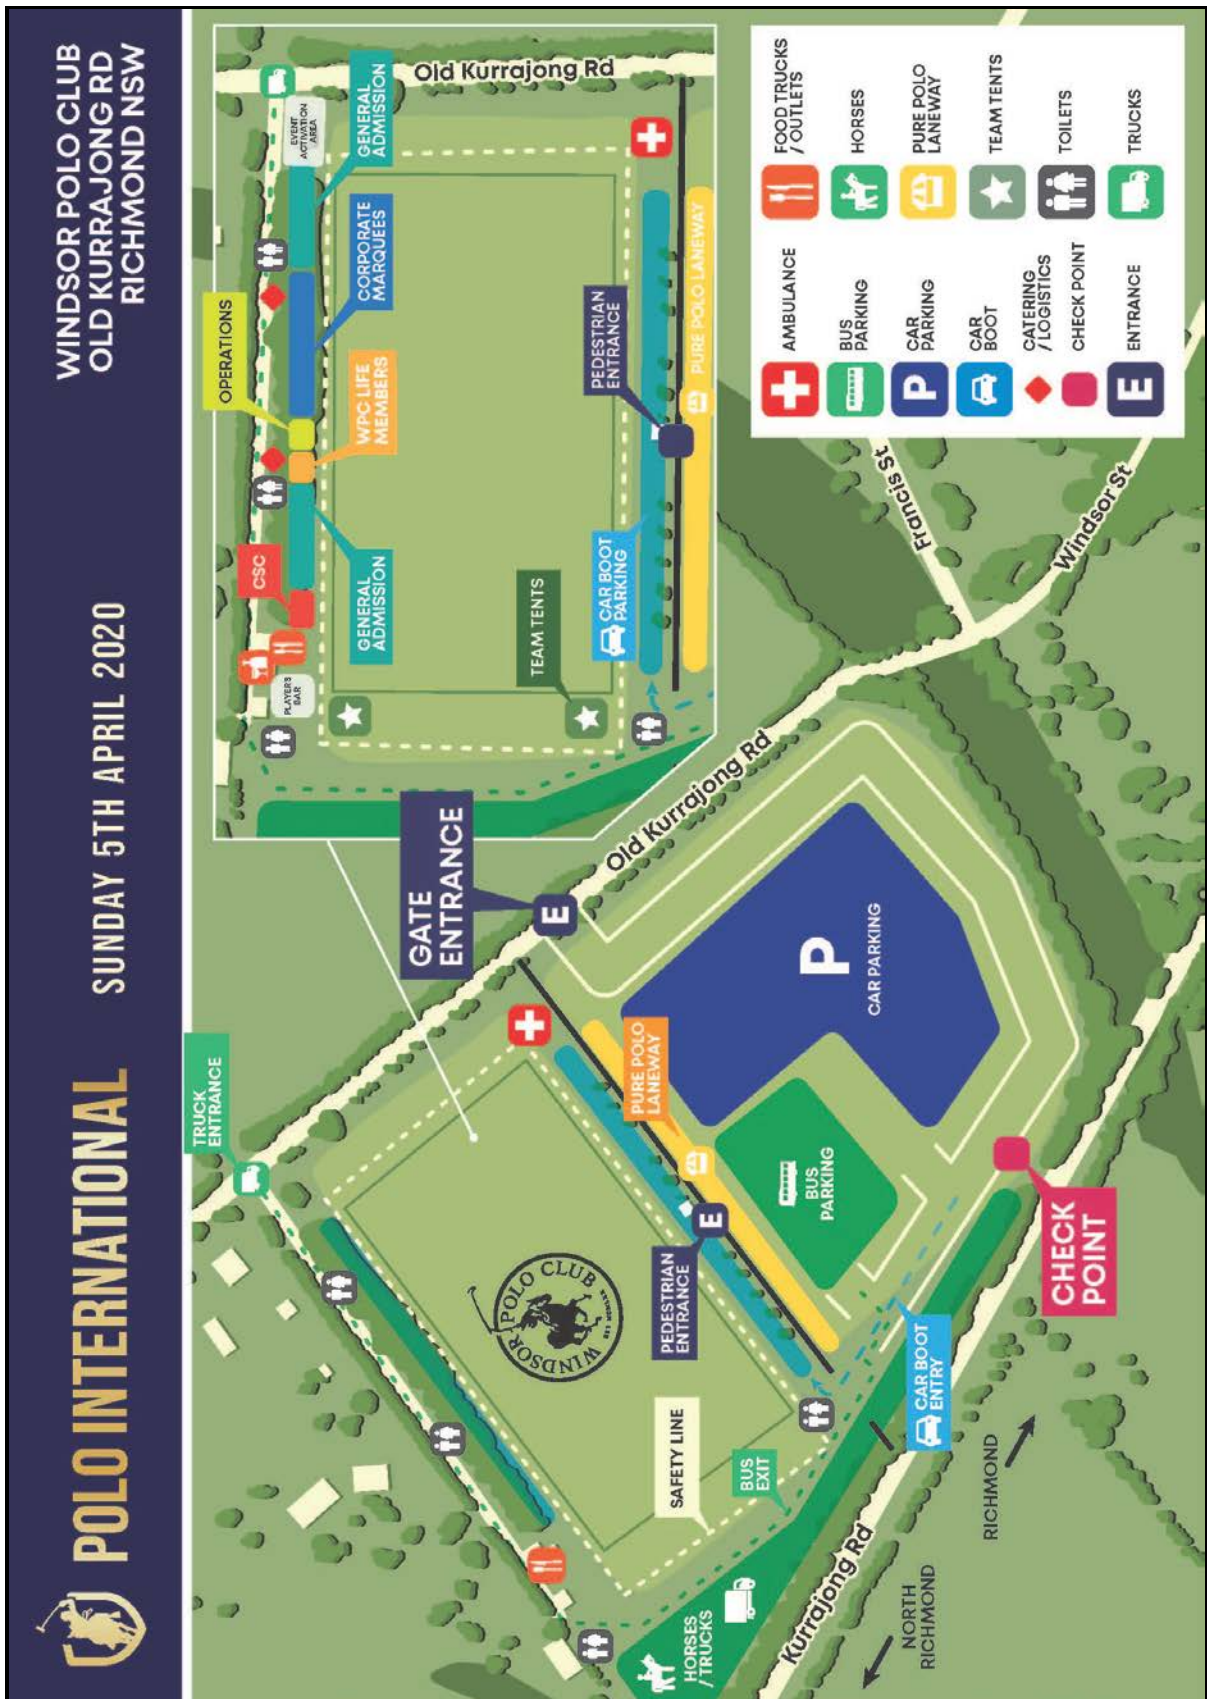 POLO INTERNATIONAL
SUNDAY 5TH APRIL 2020
WINDSOR POLO CLUB
OLD KURRAJONG RD
RICHMOND NSW
TRUCK
ENTRANCE
GATE
ENTRANCE
E
Old Kurrajong Rd
WINDSOR POLO CLUB
PEDESTRIAN
ENTRANCE
E
PURE POLO
LANEWAY
SAFETY LINE
BUS
EXIT
HORSES
/ TRUCKS
BUS
PARKING
P
CAR PARKING
CAR BOOT
ENTRY
CHECK
POINT
Kurrajong Rd
NORTH
RICHMOND
RICHMOND
Francis St
Windsor St
Old Kurrajong Rd
PLAYER'S
BAR
CSC
GENERAL
ADMISSION
OPERATIONS
WPC LIFE
MEMBERS
CORPORATE
MARQUEES
EVENT
ACTIVATION
AREA
GENERAL
ADMISSION
TEAM TENTS
CAR BOOT
PARKING
PEDESTRIAN
ENTRANCE
PURE POLO LANEWAY
AMBULANCE
BUS
PARKING
P
CAR
PARKING
CAR
BOOT
CATERING
/ LOGISTICS
CHECK POINT
E
ENTRANCE
FOOD TRUCKS
/ OUTLETS
HORSES
PURE POLO
LANEWAY
TEAM TENTS
TOILETS
TRUCKS